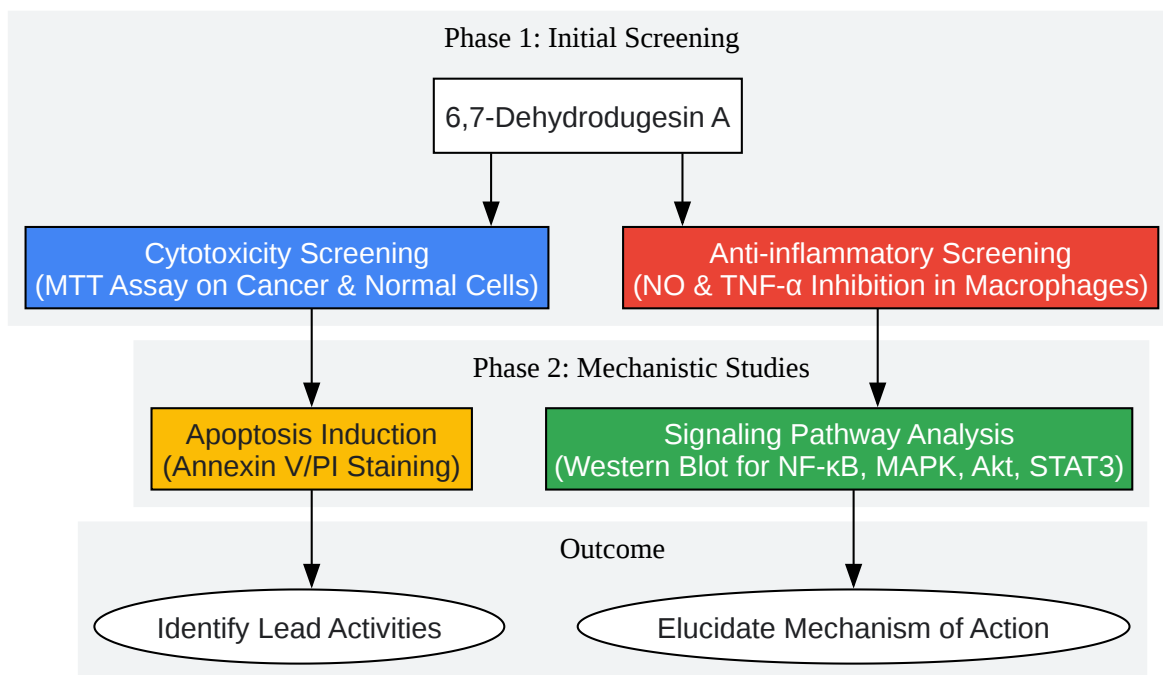 Phase 1: Initial Screening
6,7-Dehydrodugesin A
Cytotoxicity Screening
(MTT Assay on Cancer & Normal Cells)
Anti-inflammatory Screening
(NO & TNF-α Inhibition in Macrophages)
Phase 2: Mechanistic Studies
Apoptosis Induction
(Annexin V/PI Staining)
Signaling Pathway Analysis
(Western Blot for NF-κB, MAPK, Akt, STAT3)
Outcome
Identify Lead Activities
Elucidate Mechanism of Action